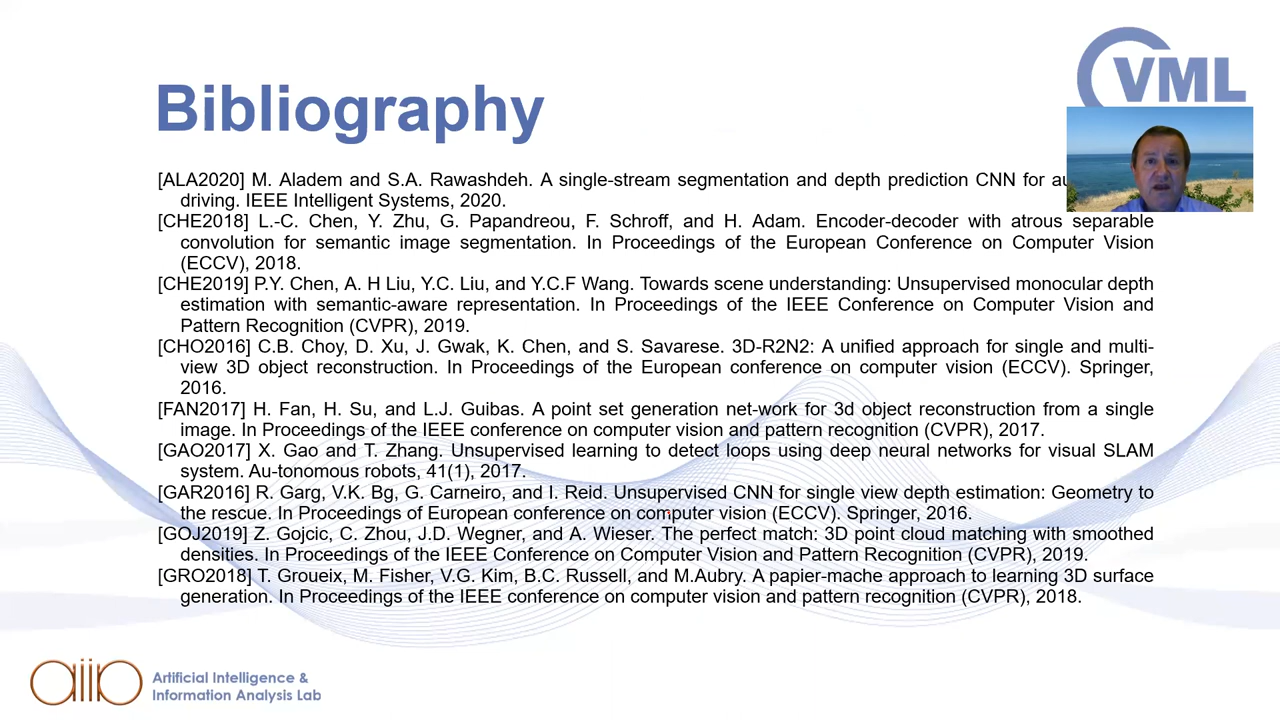 VML
Bibliography
[ALA2020] M. Aladem and S.A. Rawashdeh. A single-stream segmentation and depth prediction CNN for
driving. IEEE Intelligent Systems, 2020.
[CHE2018] L.-C. Chen, Y. Zhu, G. Papandreou, F. Schroff, and H. Adam. Encoder-decoder with atrous separable
convolution for semantic image segmentation. In Proceedings of the European Conference on Computer Vision
(ECCV), 2018.
[CHE2019] P.Y. Chen, A. H Liu, Y.C. Liu, and Y.C.F Wang. Towards scene understanding: Unsupervised monocular depth
estimation with semantic-aware representation. In Proceedings of the IEEE Conference on Computer Vision and
Pattern Recognition (CVPR), 2019.
[CHO2016] C.B. Choy, D. Xu, J. Gwak, K. Chen, and S. Savarese. 3D-R2N2: A unified approach for single and multi-
view 3D object reconstruction. In Proceedings of the European conference on computer vision (ECCV). Springer,
2016.
[FAN2017] H. Fan, H. Su, and L.J. Guibas. A point set generation net-work for 3d object reconstruction from a single
image. In Proceedings of the IEEE conference on computer vision and pattern recognition (CVPR), 2017.
[GAO2017] X. Gao and T. Zhang. Unsupervised learning to detect loops using deep neural networks for visual SLAM
system. Au-tonomous robots, 41(1), 2017.
[GAR2016] R. Garg, V.K. Bg, G. Carneiro, and I. Reid. Unsupervised CNN for single view depth estimation: Geometry to
the rescue. In Proceedings of European conference on computer vision (ECCV). Springer, 2016.
[GOJ2019] Z. Gojcic, C. Zhou, J.D. Wegner, and A. Wieser. The perfect match: 3D point cloud matching with smoothed
densities. In Proceedings of the IEEE Conference on Computer Vision and Pattern Recognition (CVPR), 2019.
[GRO2018] T. Groueix, M. Fisher, V.G. Kim, B.C. Russell, and M.Aubry. A papier-mache approach to learning 3D surface
generation. In Proceedings of the IEEE conference on computer vision and pattern recognition (CVPR), 2018.
Artificial Intelligence &
Information Analysis Lab